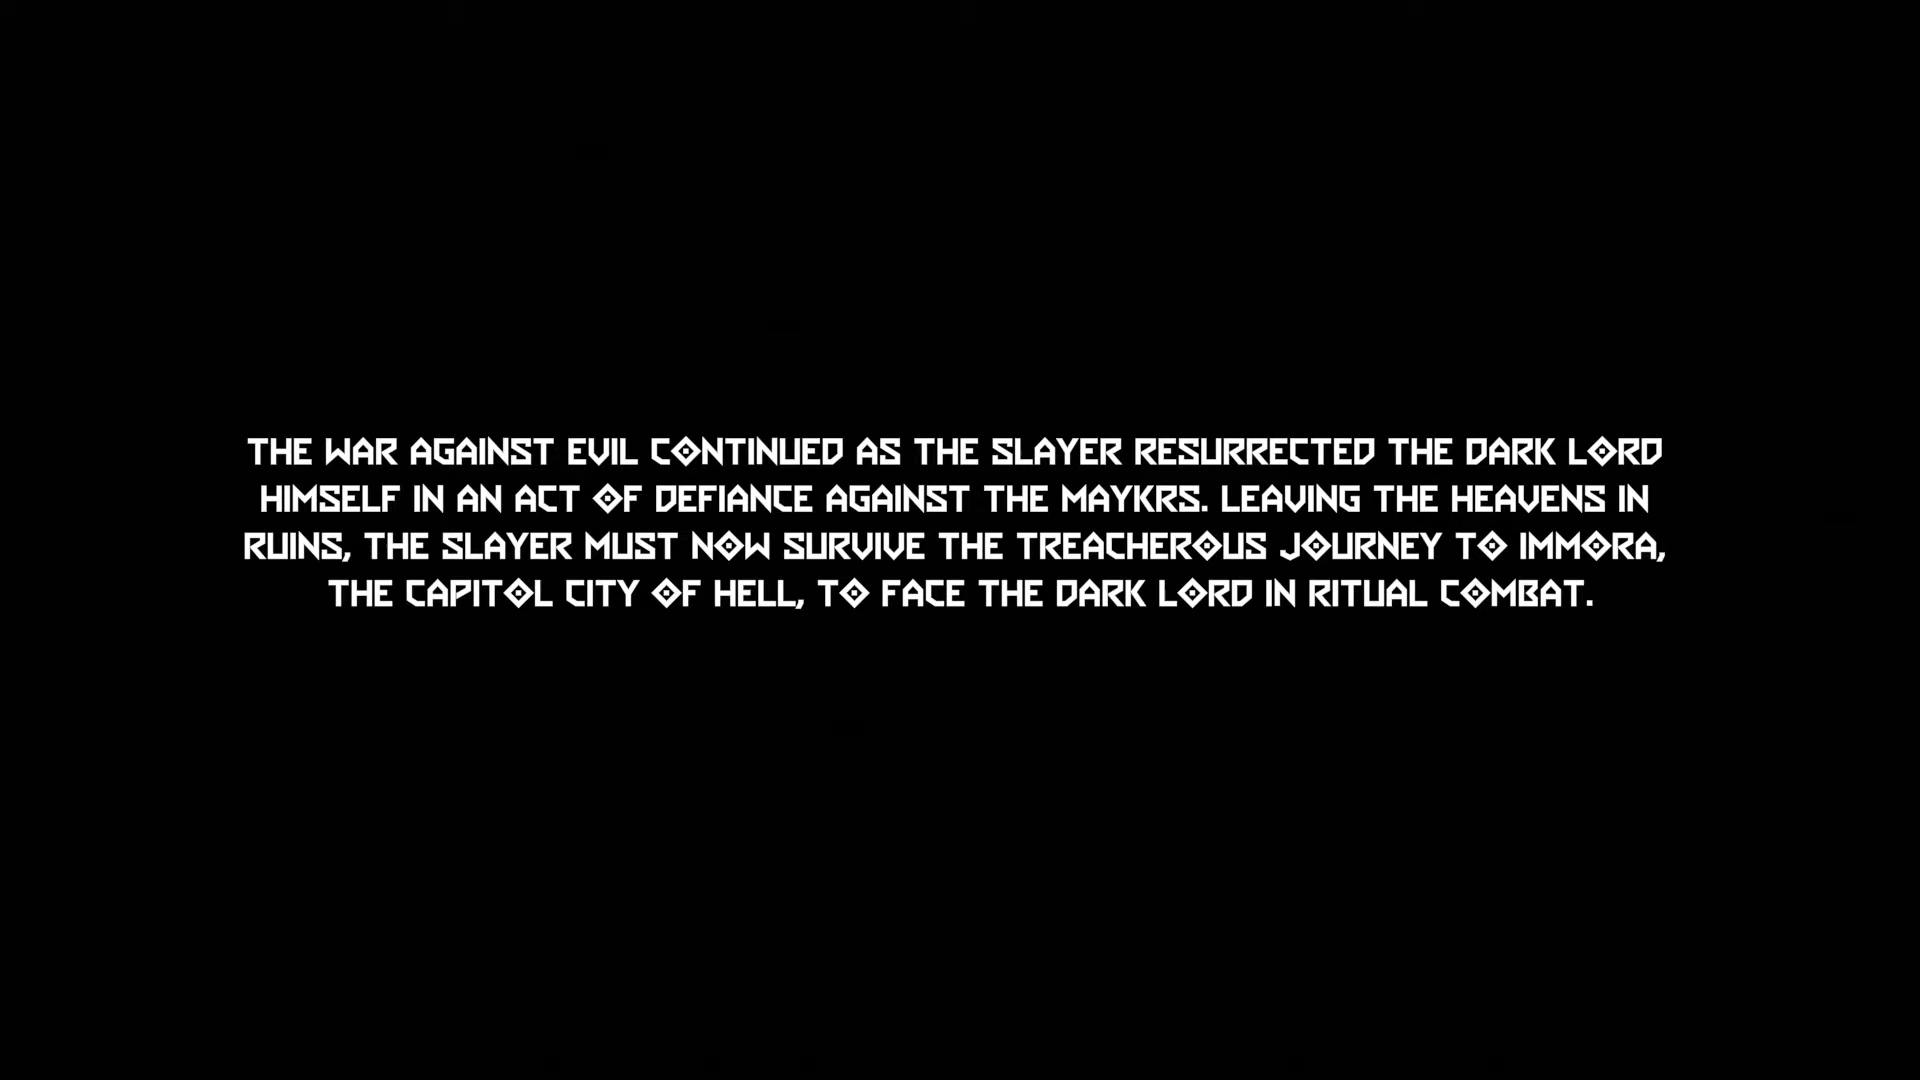 THE WAR AGAINST EVIL CONTINUED AS THE SLAYER RESURRECTED THE DARK LORD
HIMSELF IN AN ACT OF DEFIANCE AGAINST THE MAYKRS. LEAVING THE HEAVENS IN
RUINS, THE SLAYER MUST NOW SURVIVE THE TREACHEROUS JOURNEY TO IMMORA,
THE CAPITOL CITY OF HELL, TO FACE THE DARK LORD IN RITUAL COMBAT.